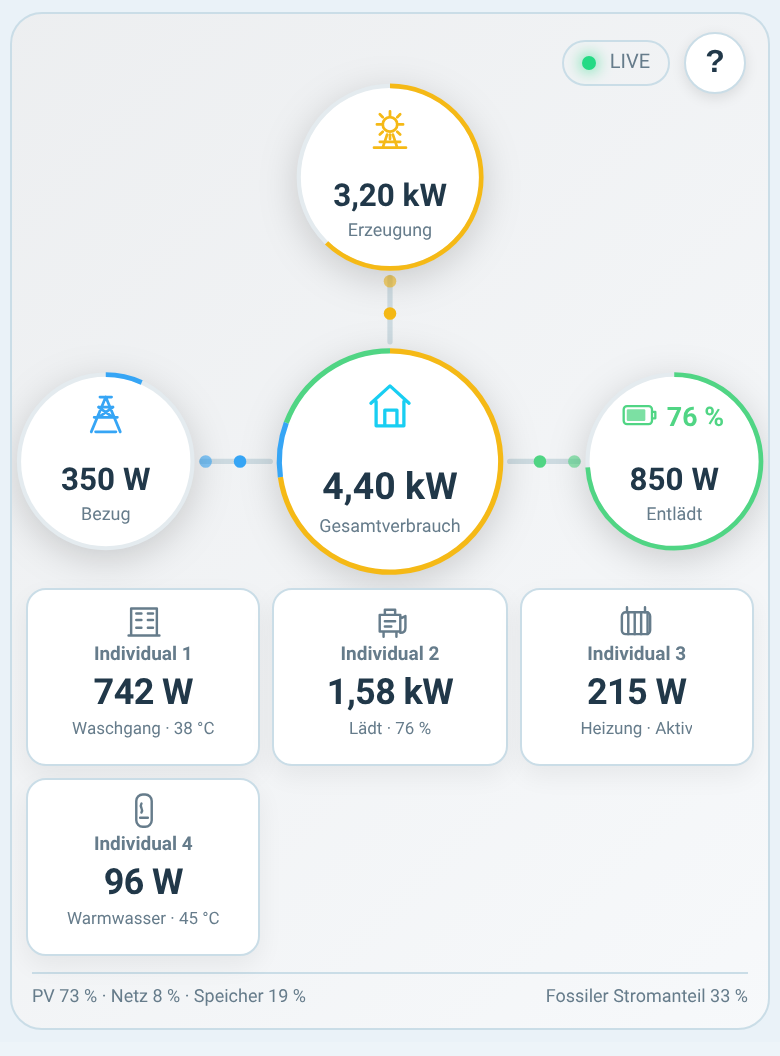 LIVE
?
3,20 kW
Erzeugung
350 W
Bezug
4,40 kW
Gesamtverbrauch
76 %
850 W
Entlädt
Individual 1
742 W
Waschgang · 38 °C
Individual 2
1,58 kW
Lädt · 76 %
Individual 3
215 W
Heizung · Aktiv
Individual 4
96 W
Warmwasser · 45 °C
PV 73 % · Netz 8 % · Speicher 19 %
Fossiler Stromanteil 33 %